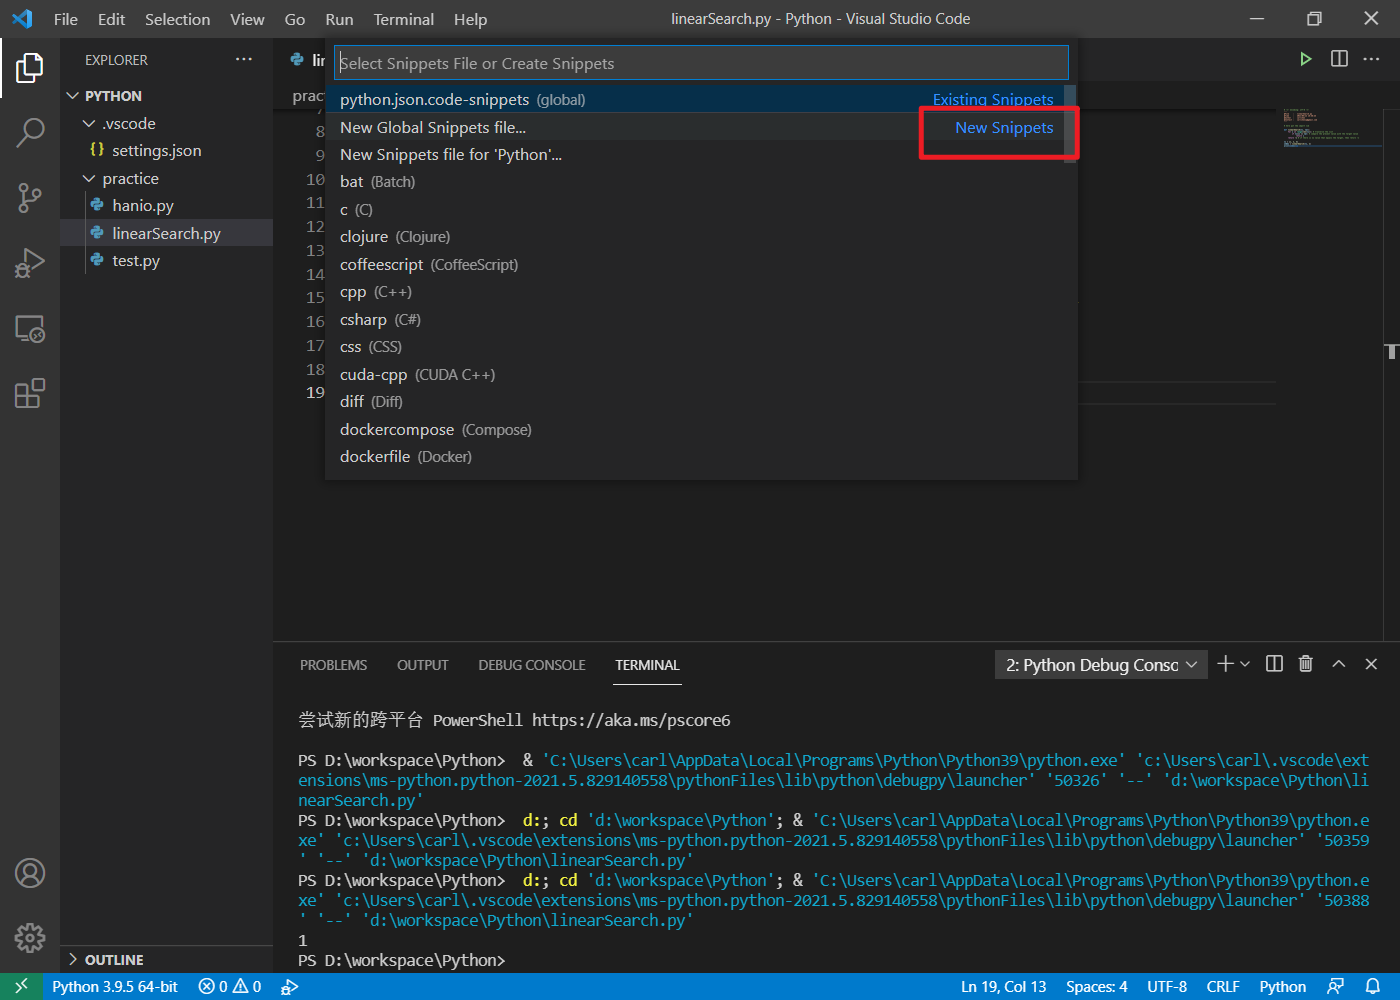 File Edit Selection View Go Run Terminal Help
linearSearch.py - Python - Visual Studio Code
EXPLORER
PYTHON
.vscode
settings.json
practice
hanio.py
linearSearch.py
test.py
OUTLINE
Select Snippets File or Create Snippets
python.json.code-snippets (global) Existing Snippets
New Global Snippets file... New Snippets
New Snippets file for 'Python'...
bat (Batch)
c (C)
clojure (Clojure)
coffeescript (CoffeeScript)
cpp (C++)
csharp (C#)
css (CSS)
cuda-cpp (CUDA C++)
diff (Diff)
dockercompose (Compose)
dockerfile (Docker)
8
9
10
11
12
13
14
15
16
17
18
19
PROBLEMS OUTPUT DEBUG CONSOLE TERMINAL
2: Python Debug Consc
尝试新的跨平台 PowerShell https://aka.ms/pscore6
PS D:\workspace\Python>  & 'C:\Users\carl\AppData\Local\Programs\Python\Python39\python.exe' 'c:\Users\carl\.vscode\ext
ensions\ms-python.python-2021.5.829140558\pythonFiles\lib\python\debugpy\launcher' '50326' '--' 'd:\workspace\Python\li
nearSearch.py'
PS D:\workspace\Python>  d:; cd 'd:\workspace\Python'; & 'C:\Users\carl\AppData\Local\Programs\Python\Python39\python.e
xe' 'c:\Users\carl\.vscode\extensions\ms-python.python-2021.5.829140558\pythonFiles\lib\python\debugpy\launcher' '50359
' '--' 'd:\workspace\Python\linearSearch.py'
PS D:\workspace\Python>  d:; cd 'd:\workspace\Python'; & 'C:\Users\carl\AppData\Local\Programs\Python\Python39\python.e
xe' 'c:\Users\carl\.vscode\extensions\ms-python.python-2021.5.829140558\pythonFiles\lib\python\debugpy\launcher' '50388
' '--' 'd:\workspace\Python\linearSearch.py'
1
PS D:\workspace\Python>
Python 3.9.5 64-bit 0 0
Ln 19, Col 13 Spaces: 4 UTF-8 CRLF Python